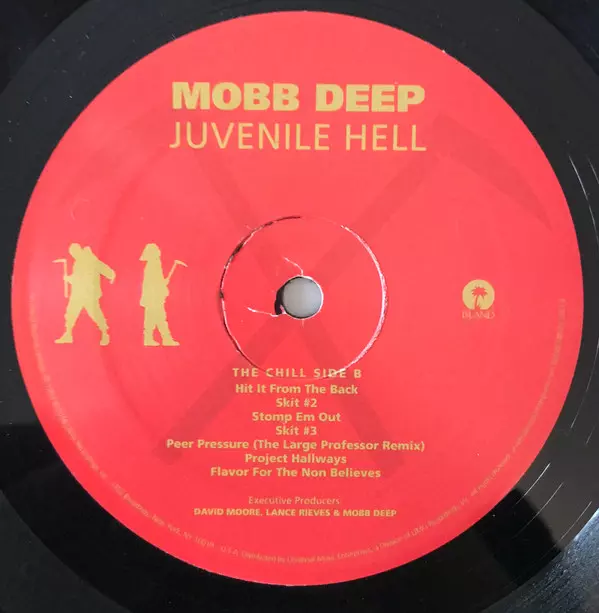 MOBB DEEP
JUVENILE HELL
ISLAND
THE CHILL SIDE B
Hit It From The Back
Skit #2
Stomp Em Out
Skit #3
Peer Pressure (The Large Professor Remix)
Project Hallways
Flavor For The Non Believes
Executive Producers
DAVID MOORE, LANCE RIEVES & MOBB DEEP